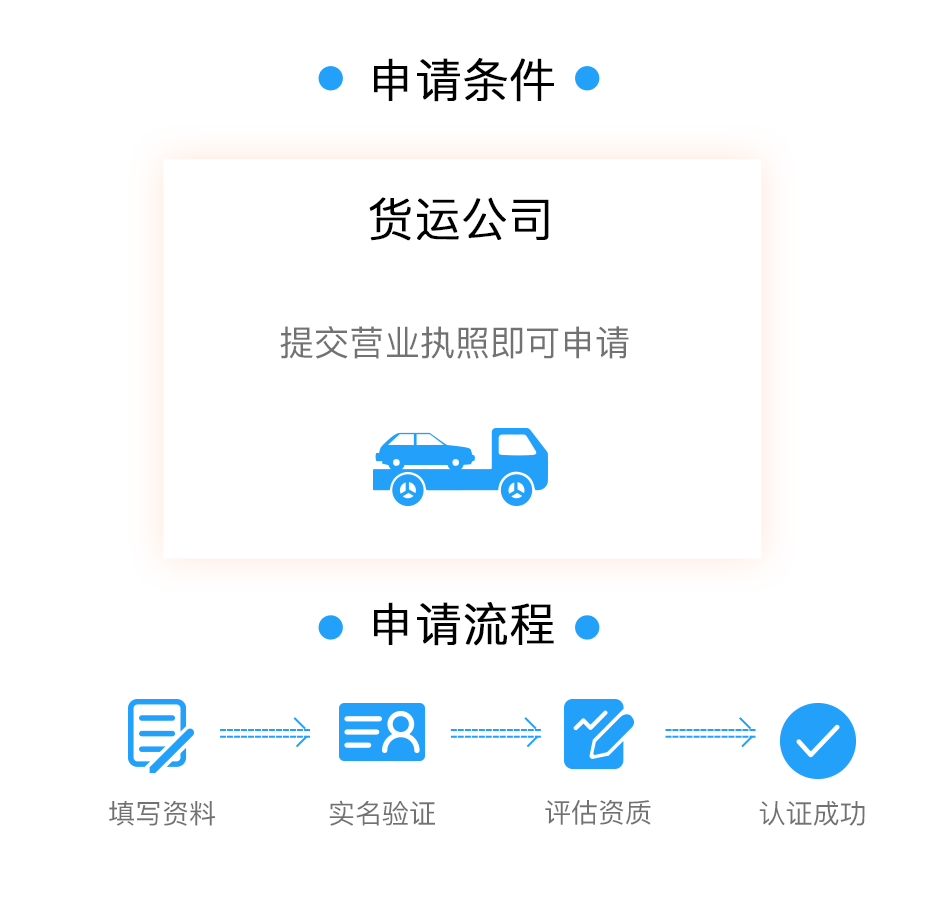 申请条件
货运公司
提交营业执照即可申请
申请流程
填写资料
实名验证
评估资质
认证成功